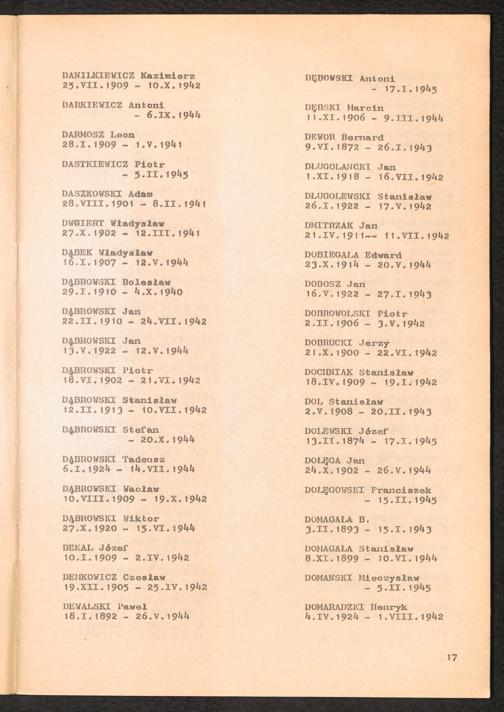 DANILKIEWICZ Kazimierz
25.VII.1909 - 10.X.1942
DARKIEWICZ Antoni
- 6.IX.1944
DARMOSZ Leon
28.I.1909 - 1.V.1941
DASTKIEWICZ Piotr
- 5.II.1945
DASZKOWSKI Adam
28.VIII.1901 - 8.II.1941
DWGIERT Władysław
27.X.1902 - 12.III.1941
DĄBEK Władysław
16.I.1907 - 12.V.1944
DĄBROWSKI Bolesław
29.I.1910 - 4.X.1940
DĄBROWSKI Jan
22.II.1910 - 24.VII.1942
DĄBROWSKI Jan
13.V.1922 - 12.V.1944
DĄBROWSKI Piotr
18.VI.1902 - 21.VI.1942
DĄBROWSKI Stanisław
12.II.1913 - 10.VII.1942
DĄBROWSKI Stefan
- 20.X.1944
DĄBROWSKI Tadeusz
6.I.1924 - 14.VII.1944
DĄBROWSKI Wacław
10.VIII.1909 - 19.X.1942
DĄBROWSKI Wiktor
27.X.1920 - 15.VI.1944
DEKAL Józef
10.I.1909 - 2.IV.1942
DEMKOWICZ Czesław
19.XII.1905 - 25.IV.1942
DEWALSKI Paweł
18.I.1892 - 26.V.1944
DĘBOWSKI Antoni
- 17.I.1945
DĘBSKI Marcin
11.XI.1906 - 9.III.1944
DEWOR Bernard
9.VI.1872 - 26.I.1943
DŁUGOLANCKI Jan
1.XI.1918 - 16.VII.1942
DŁUGOLEWSKI Stanisław
26.I.1922 - 17.V.1942
DMITRZAK Jan
21.IV.1911-- 11.VII.1942
DOBIEGAŁA Edward
23.X.1914 - 20.V.1944
DOBOSZ Jan
16.V.1922 - 27.I.1943
DOBROWOLSKI Piotr
2.II.1906 - 3.V.1942
DOBRUCKI Jerzy
21.X.1900 - 22.VI.1942
DOCHNIAK Stanisław
18.IV.1909 - 19.I.1942
DOL Stanisław
2.V.1908 - 20.II.1943
DOLEWSKI Józef
13.II.1874 - 17.I.1945
DOŁĘGA Jan
24.X.1902 - 26.V.1944
DOŁĘGOWSKI Franciszek
- 15.II.1945
DOMAGAŁA B.
3.II.1893 - 15.I.1943
DOMAGAŁA Stanisław
8.XI.1899 - 10.VI.1944
DOMANSKI Mieczysław
- 5.II.1945
DOMARADZKI Henryk
4.IV.1924 - 1.VIII.1942
17